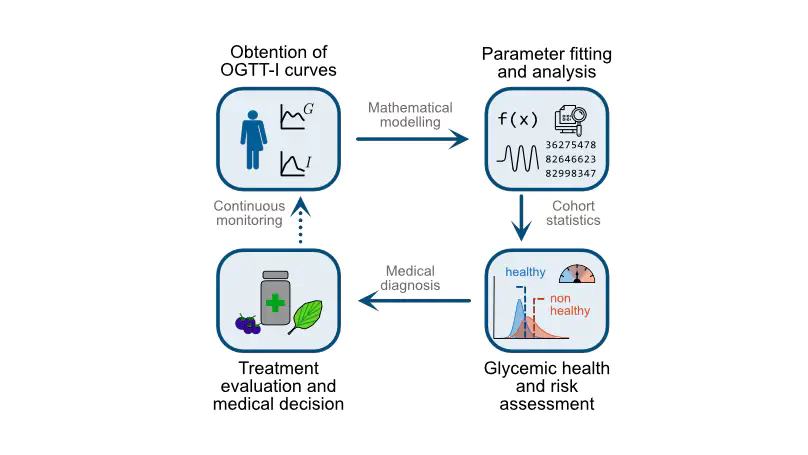 Obtention of
OGTT-I curves
Parameter fitting
and analysis
G
I
Mathematical
modelling
f(x)
36275478
82646623
82998347
Continuous
monitoring
Cohort
statistics
Medical
diagnosis
healthy
non
healthy
Treatment
evaluation and
medical decision
Glycemic health
and risk
assessment